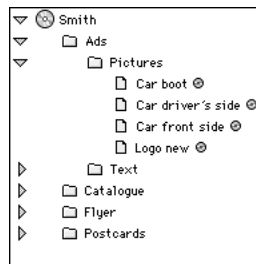 Smith
Ads
Pictures
Car boot
Car driver's side
Car front side
Logo new
Text
Catalogue
Flyer
Postcards